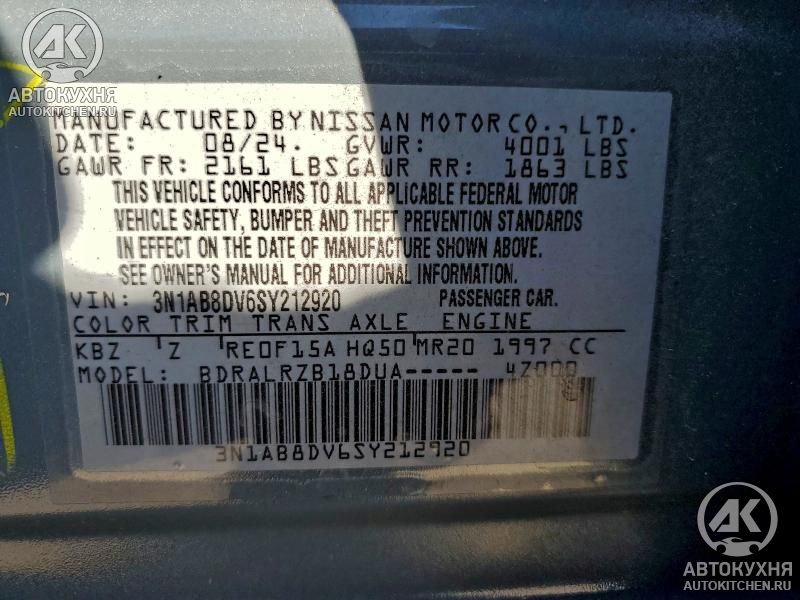 АК
АВТОКУХНЯ
AUTOKITCHEN.RU
MANUFACTURED BY NISSAN MOTOR CO., LTD.
DATE: 08/24. GVWR: 4001 LBS
GAWR FR: 2161 LBS GAWR RR: 1863 LBS
THIS VEHICLE CONFORMS TO ALL APPLICABLE FEDERAL MOTOR
VEHICLE SAFETY, BUMPER AND THEFT PREVENTION STANDARDS
IN EFFECT ON THE DATE OF MANUFACTURE SHOWN ABOVE.
SEE OWNER'S MANUAL FOR ADDITIONAL INFORMATION.
VIN: 3N1AB8DV6SY212920 PASSENGER CAR.
COLOR TRIM TRANS AXLE ENGINE
KBZ Z RE0F15A HQ50 MR20 1997 CC
MODEL: BDRALRZB18DUA----- 4Z000
3N1AB8DV6SY212920
АК
АВТОКУХНЯ
AUTOKITCHEN.RU